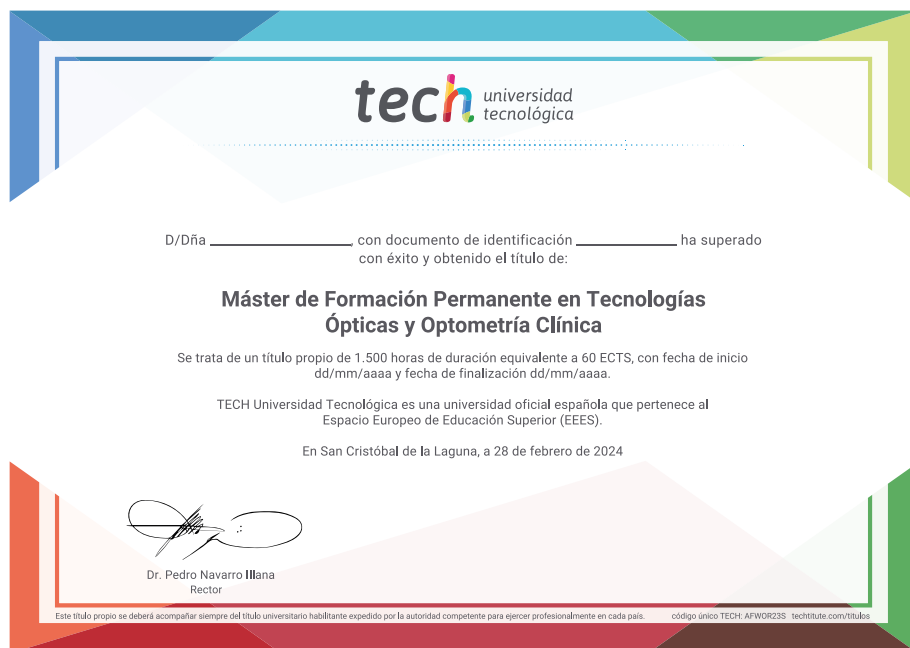 tech universidad
tecnológica
D/Dña ____________________, con documento de identificación ______________ ha superado
con éxito y obtenido el título de:
Máster de Formación Permanente en Tecnologías
Ópticas y Optometría Clínica
Se trata de un título propio de 1.500 horas de duración equivalente a 60 ECTS, con fecha de inicio
dd/mm/aaaa y fecha de finalización dd/mm/aaaa.
TECH Universidad Tecnológica es una universidad oficial española que pertenece al
Espacio Europeo de Educación Superior (EEES).
En San Cristóbal de la Laguna, a 28 de febrero de 2024
Dr. Pedro Navarro Illana
Rector
Este título propio se deberá acompañar siempre del título universitario habilitante expedido por la autoridad competente para ejercer profesionalmente en cada país. código único TECH: AFWOR23S techtitute.com/titulos